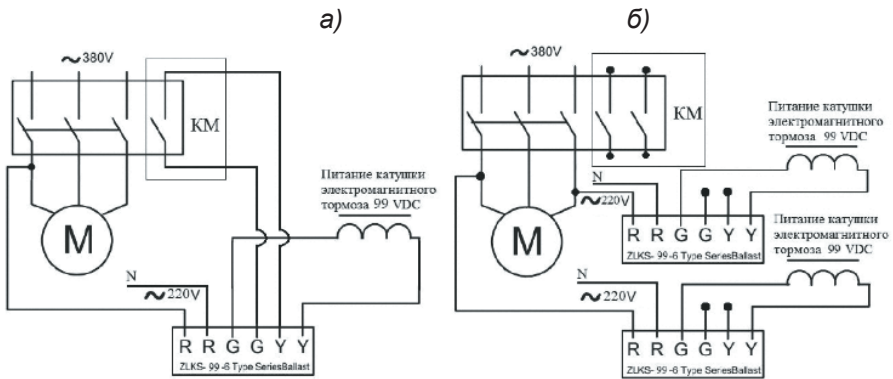 а)
~380V
КМ
Питание катушки
электромагнитного
тормоза 99 VDC
M
N
~220V
R R G G Y Y
ZLKS- 99 -6 Type SeriesBallast
б)
~380V
КМ
Питание катушки
электромагнитного
тормоза 99 VDC
N
~220V
R R G G Y Y
ZLKS- 99 -6 Type SeriesBallast
M
Питание катушки
электромагнитного
тормоза 99 VDC
N
~220V
R R G G Y Y
ZLKS- 99 -6 Type SeriesBallast